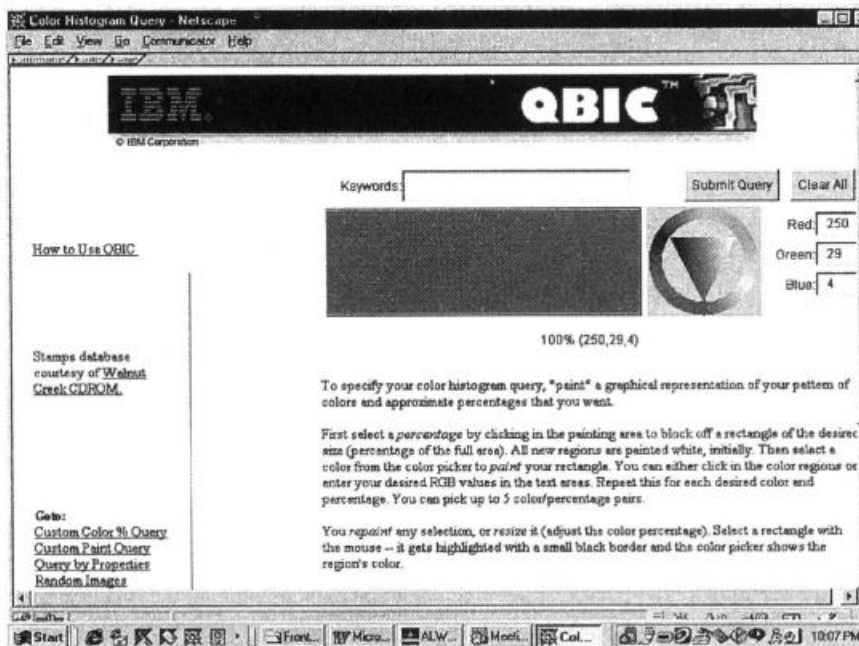 Color Histogram Query - Netscape
File Edit View Go Communicator Help
IBM.
QBIC™
© IBM Corporation
Keywords:
Submit Query
Clear All
Red: 250
Green: 29
Blue: 4
How to Use QBIC
100% (250,29,4)
Stamps database
courtesy of Walnut
Creek CDROM.
To specify your color histogram query, "paint" a graphical representation of your pattern of
colors and approximate percentages that you want.
First select a percentage by clicking in the painting area to block off a rectangle of the desired
size (percentage of the full area). All new regions are painted white, initially. Then select a
color from the color picker to paint your rectangle. You can either click in the color regions or
enter your desired RGB values in the text areas. Repeat this for each desired color and
percentage. You can pick up to 5 color/percentage pairs.
You repaint any selection, or resize it (adjust the color percentage). Select a rectangle with
the mouse -- it gets highlighted with a small black border and the color picker shows the
region's color.
Goto:
Custom Color % Query
Custom Paint Query
Query by Properties
Random Images
Start
Front...
Micro...
ALW...
Meeti...
Col...
10:07 PM